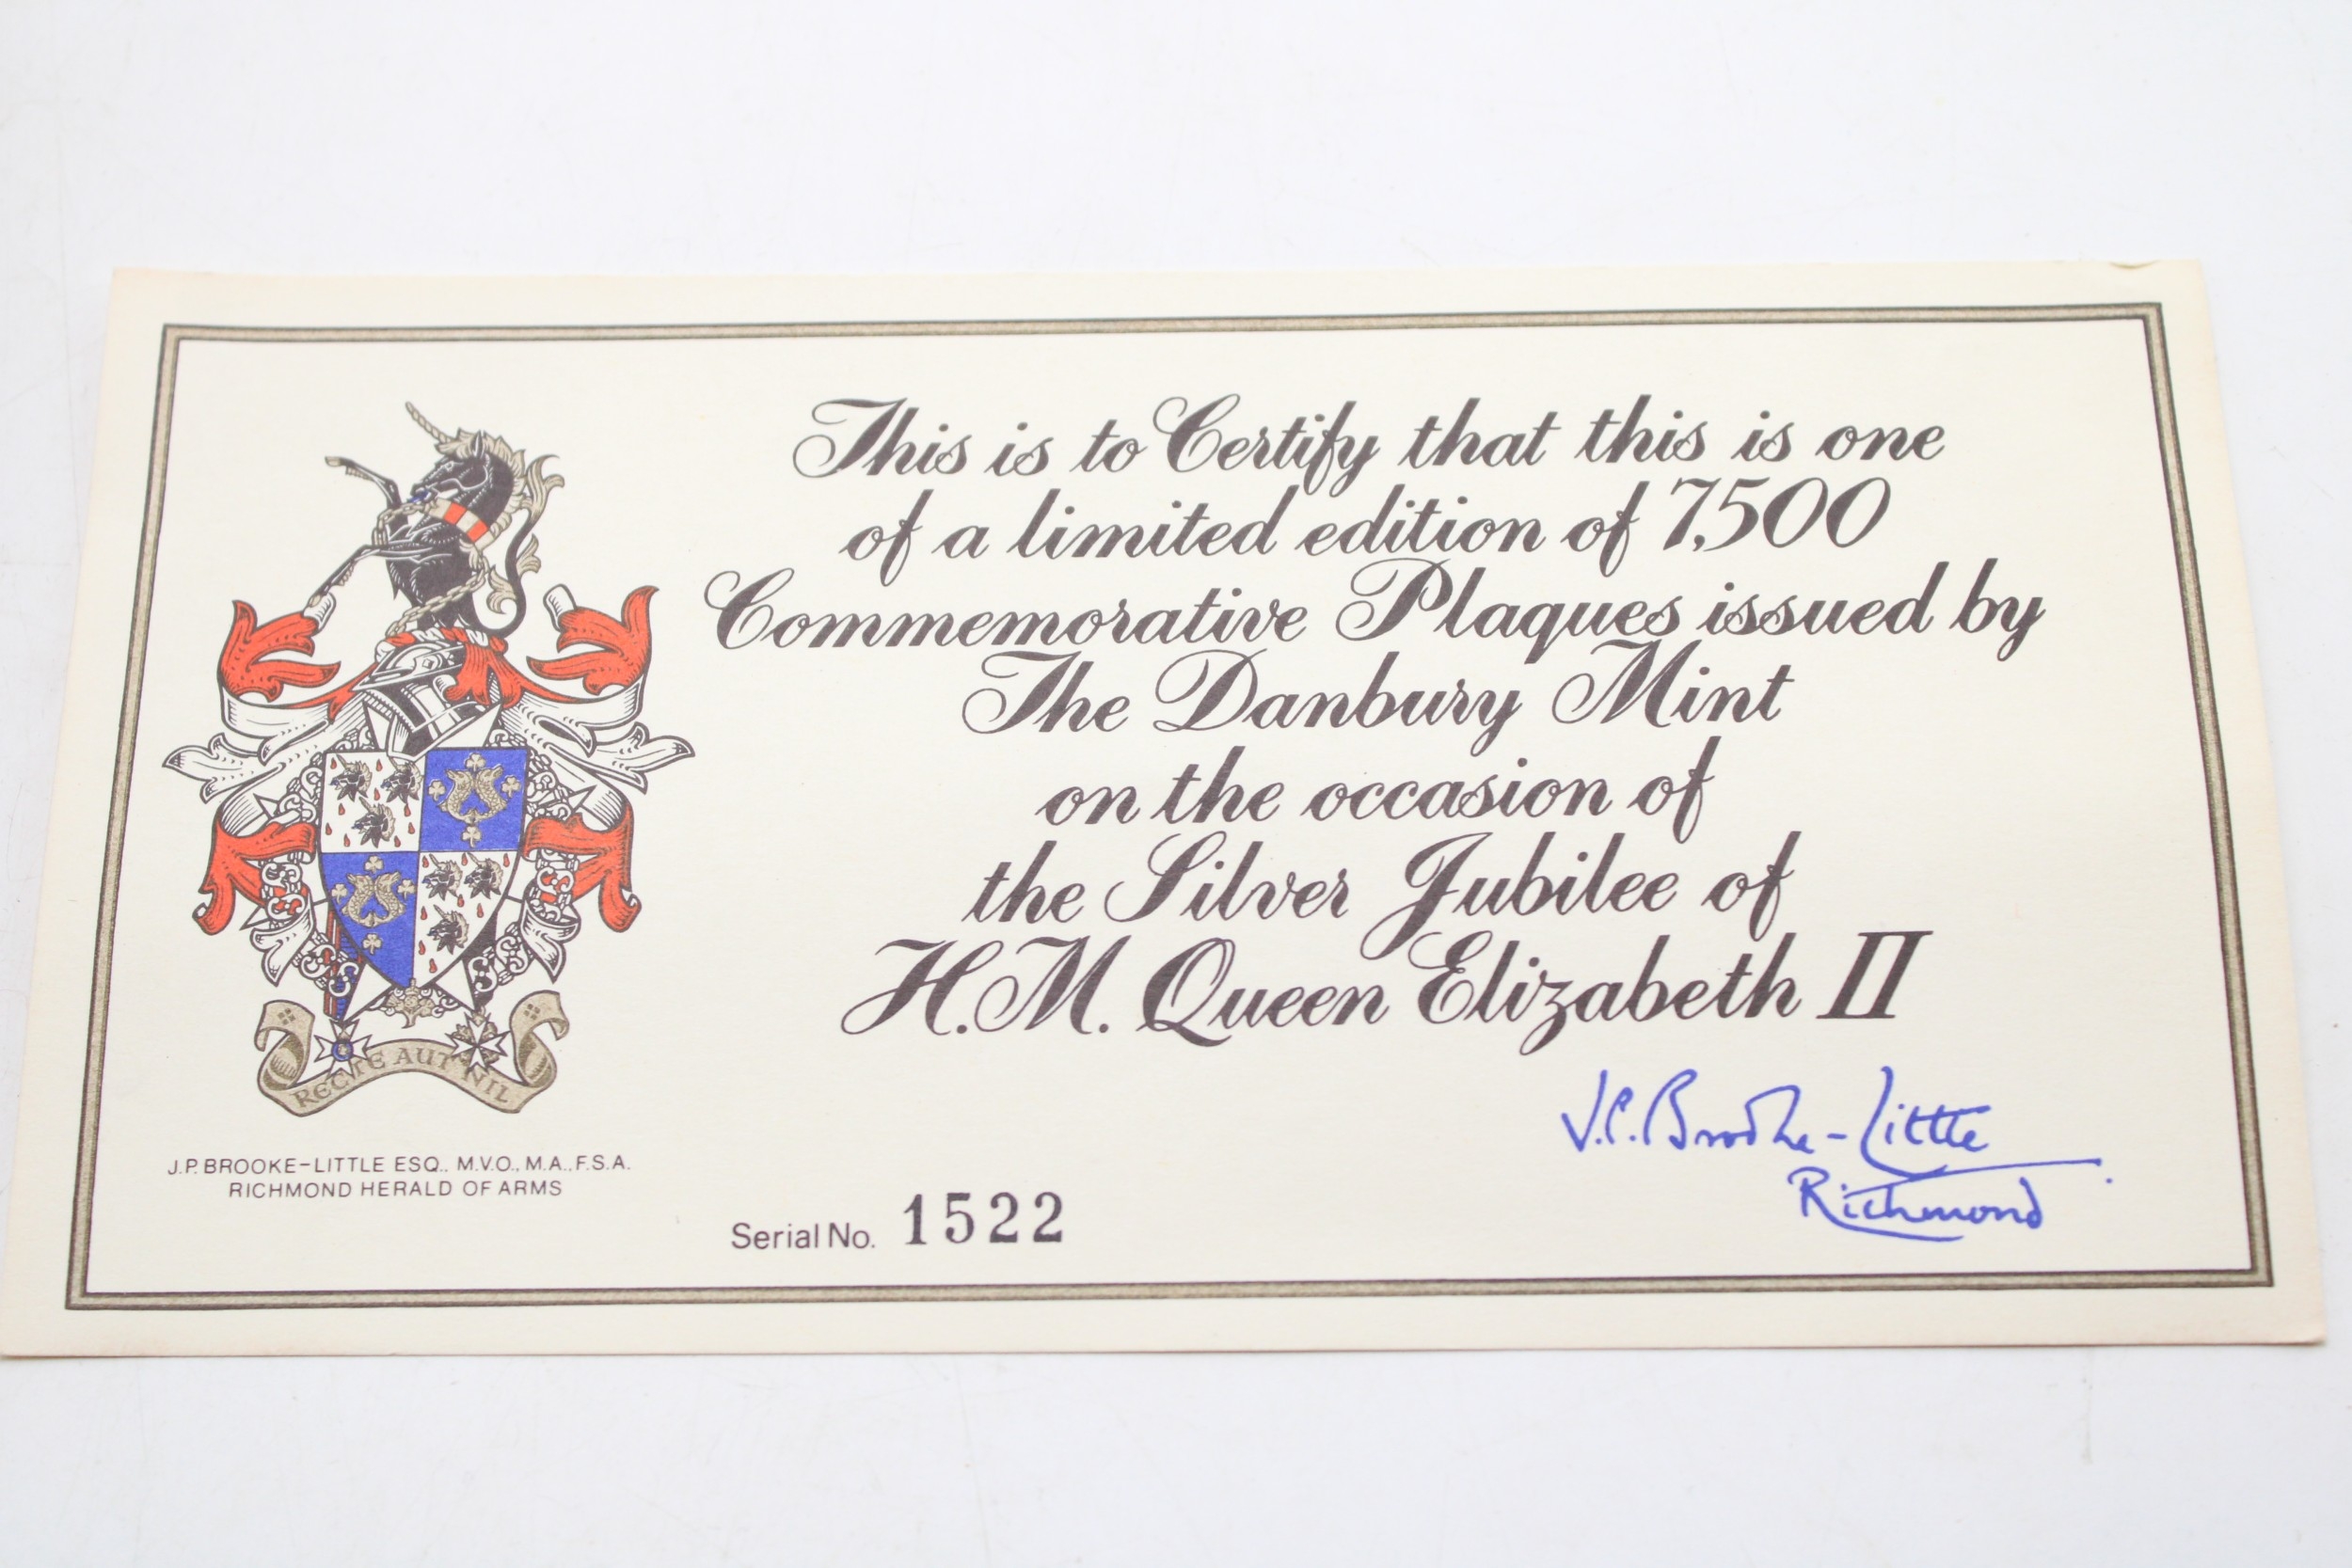 This is to Certify that this is one
of a limited edition of 7,500
Commemorative Plaques issued by
The Danbury Mint
on the occasion of
the Silver Jubilee of
H.M. Queen Elizabeth II
RECTE AUT NIL
J.P. BROOKE-LITTLE ESQ., M.V.O., M.A., F.S.A.
RICHMOND HERALD OF ARMS
Serial No. 1522
J.P. Brooke-Little
Richmond